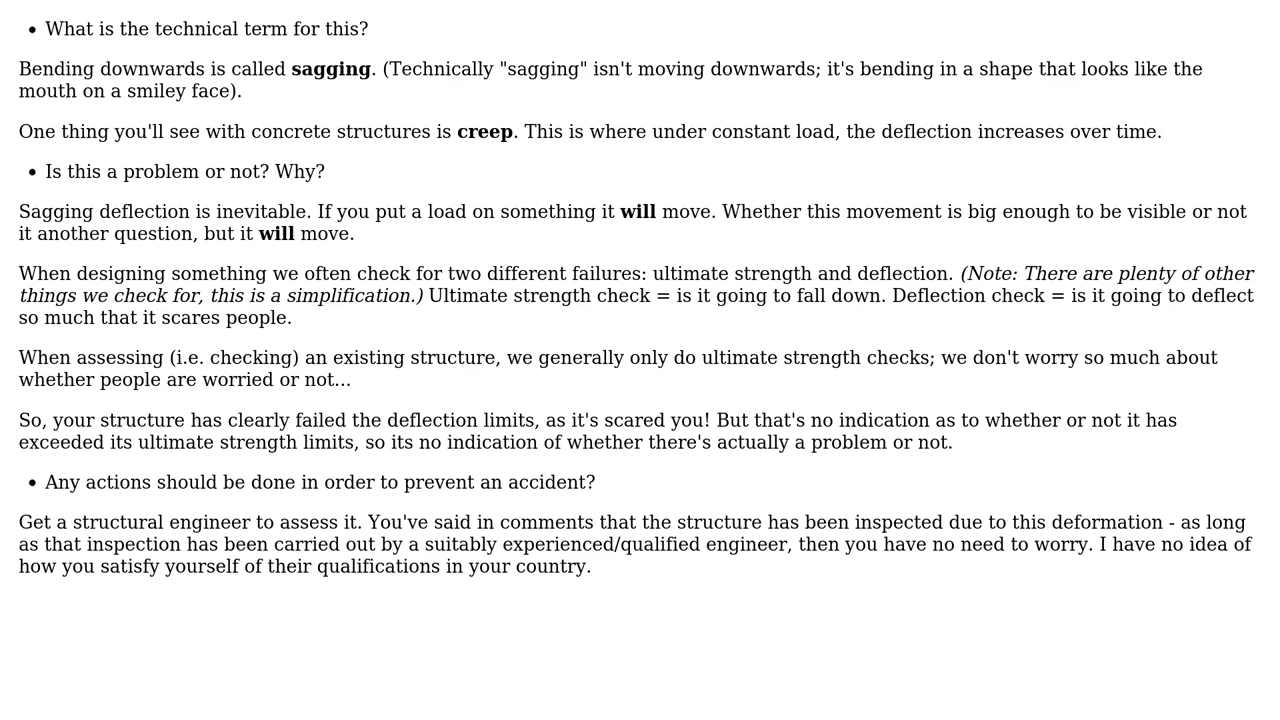 • What is the technical term for this?
Bending downwards is called sagging. (Technically "sagging" isn't moving downwards; it's bending in a shape that looks like the
mouth on a smiley face).
One thing you'll see with concrete structures is creep. This is where under constant load, the deflection increases over time.
• Is this a problem or not? Why?
Sagging deflection is inevitable. If you put a load on something it will move. Whether this movement is big enough to be visible or not
it another question, but it will move.
When designing something we often check for two different failures: ultimate strength and deflection. (Note: There are plenty of other
things we check for, this is a simplification.) Ultimate strength check = is it going to fall down. Deflection check = is it going to deflect
so much that it scares people.
When assessing (i.e. checking) an existing structure, we generally only do ultimate strength checks; we don't worry so much about
whether people are worried or not...
So, your structure has clearly failed the deflection limits, as it's scared you! But that's no indication as to whether or not it has
exceeded its ultimate strength limits, so its no indication of whether there's actually a problem or not.
• Any actions should be done in order to prevent an accident?
Get a structural engineer to assess it. You've said in comments that the structure has been inspected due to this deformation - as long
as that inspection has been carried out by a suitably experienced/qualified engineer, then you have no need to worry. I have no idea of
how you satisfy yourself of their qualifications in your country.